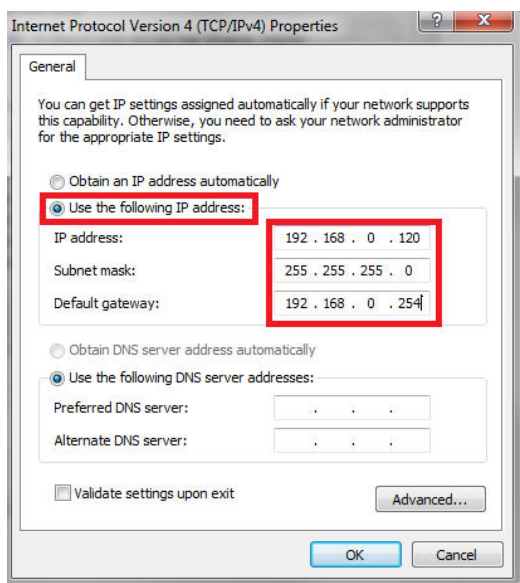 Internet Protocol Version 4 (TCP/IPv4) Properties
?
X
General
You can get IP settings assigned automatically if your network supports
this capability. Otherwise, you need to ask your network administrator
for the appropriate IP settings.
Obtain an IP address automatically
Use the following IP address:
IP address: 192 . 168 . 0 . 120
Subnet mask: 255 . 255 . 255 . 0
Default gateway: 192 . 168 . 0 . 254
Obtain DNS server address automatically
Use the following DNS server addresses:
Preferred DNS server: . . .
Alternate DNS server: . . .
Validate settings upon exit
Advanced...
OK Cancel